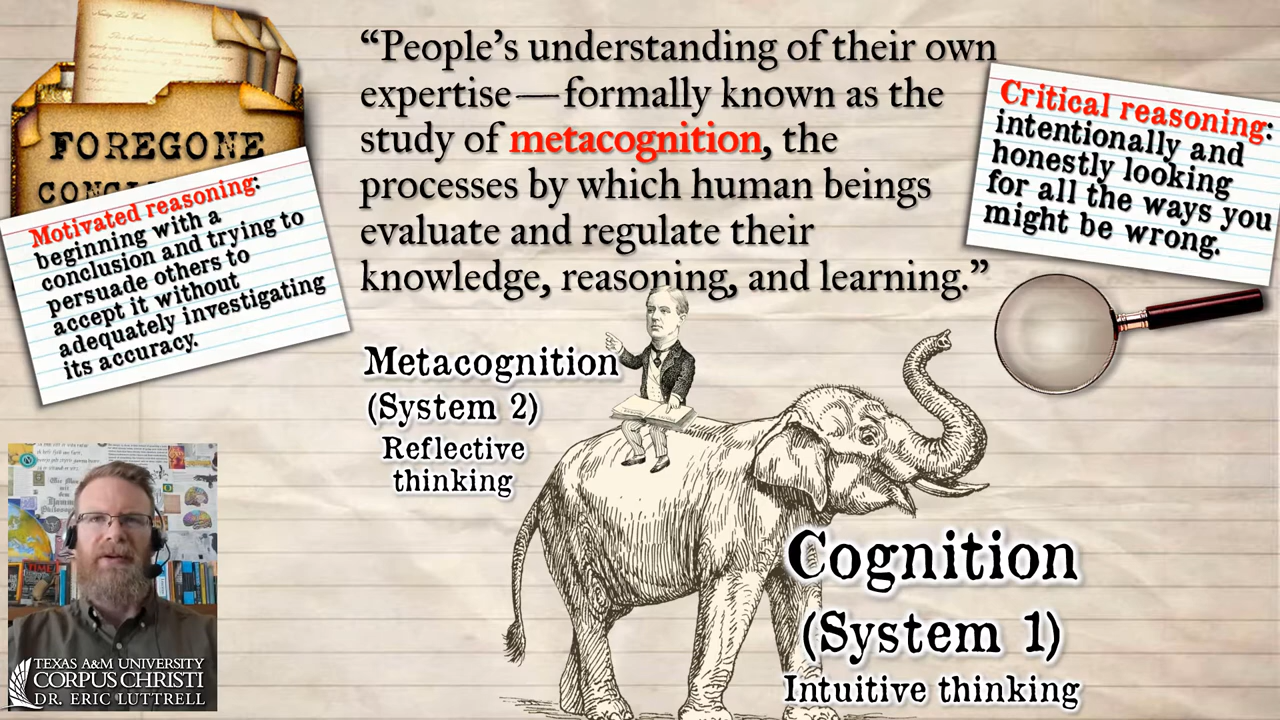 FOREGONE
Motivated reasoning:
beginning with a
conclusion and trying to
persuade others to
accept it without
adequately investigating
its accuracy.
“People’s understanding of their own
expertise—formally known as the
study of metacognition, the
processes by which human beings
evaluate and regulate their
knowledge, reasoning, and learning.”
Critical reasoning:
intentionally and
honestly looking
for all the ways you
might be wrong.
Metacognition
(System 2)
Reflective
thinking
Cognition
(System 1)
Intuitive thinking
TIME
TEXAS A&M UNIVERSITY
CORPUS CHRISTI
DR. ERIC LUTTRELL